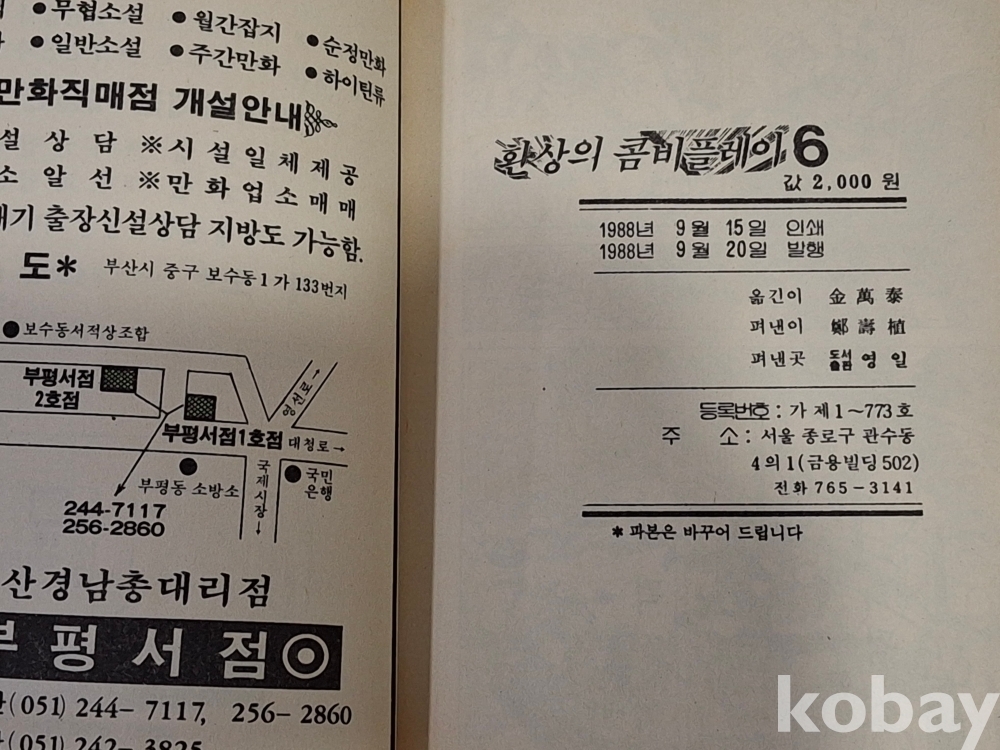 ●무협소설 ●월간잡지 ●순정만화
●일반소설 ●주간만화 ●하이틴류
만화직매점 개설안내
설 상 담 ※시 설 일 체 제 공
소 알 선 ※만 화 업 소 매 매
출장신설상담 지방도 가능함.
도* 부산시 중구 보수동1가 133번지
●보수동서적상조합
부평서점
2호점
영선로→
부평서점1호점 대청로→
부평동 소방소
국제시장→
국민
은행
244-7117
256-2860
산경남총대리점
부 평 서 점
(051) 244-7117, 256-2860
(051) 242-3825
환상의 콤비플레이 6
값 2,000 원
1988년 9월 15일 인쇄
1988년 9월 20일 발행
옮긴이 金萬泰
펴낸이 鄭壽植
펴낸곳 도서출판 영일
등록번호 : 가 제1~773호
주 소 : 서울 종로구 관수동
4의1(금용빌딩 502)
전화 765-3141
* 파본은 바꾸어 드립니다
kobay